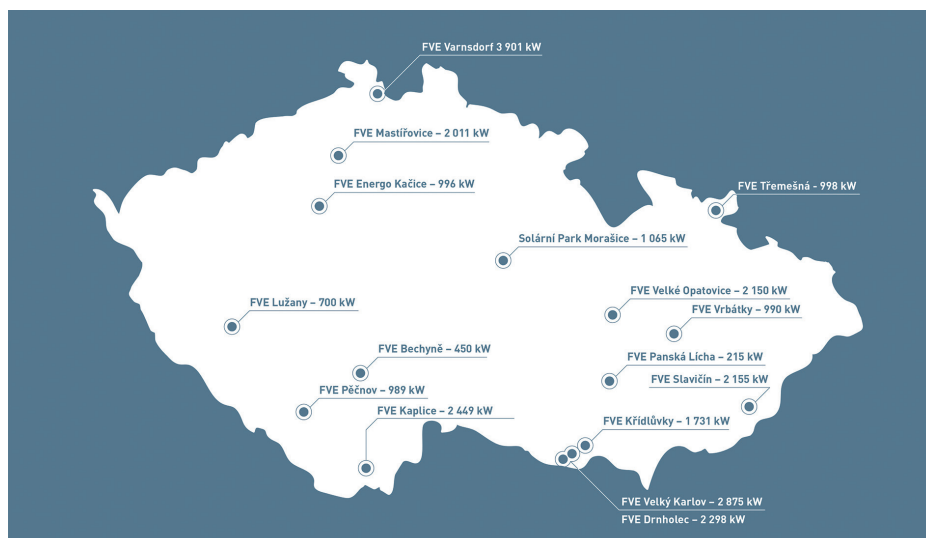 FVE Varnsdorf 3 901 kW
FVE Mastířovice – 2 011 kW
FVE Energo Kačice – 996 kW
FVE Třemešná - 998 kW
Solární Park Morašice – 1 065 kW
FVE Velké Opatovice – 2 150 kW
FVE Lužany – 700 kW
FVE Vrbátky – 990 kW
FVE Bechyně – 450 kW
FVE Panská Lícha – 215 kW
FVE Slavičín – 2 155 kW
FVE Pěčnov – 989 kW
FVE Kaplice – 2 449 kW
FVE Křídlůvky – 1 731 kW
FVE Velký Karlov – 2 875 kW
FVE Drnholec – 2 298 kW